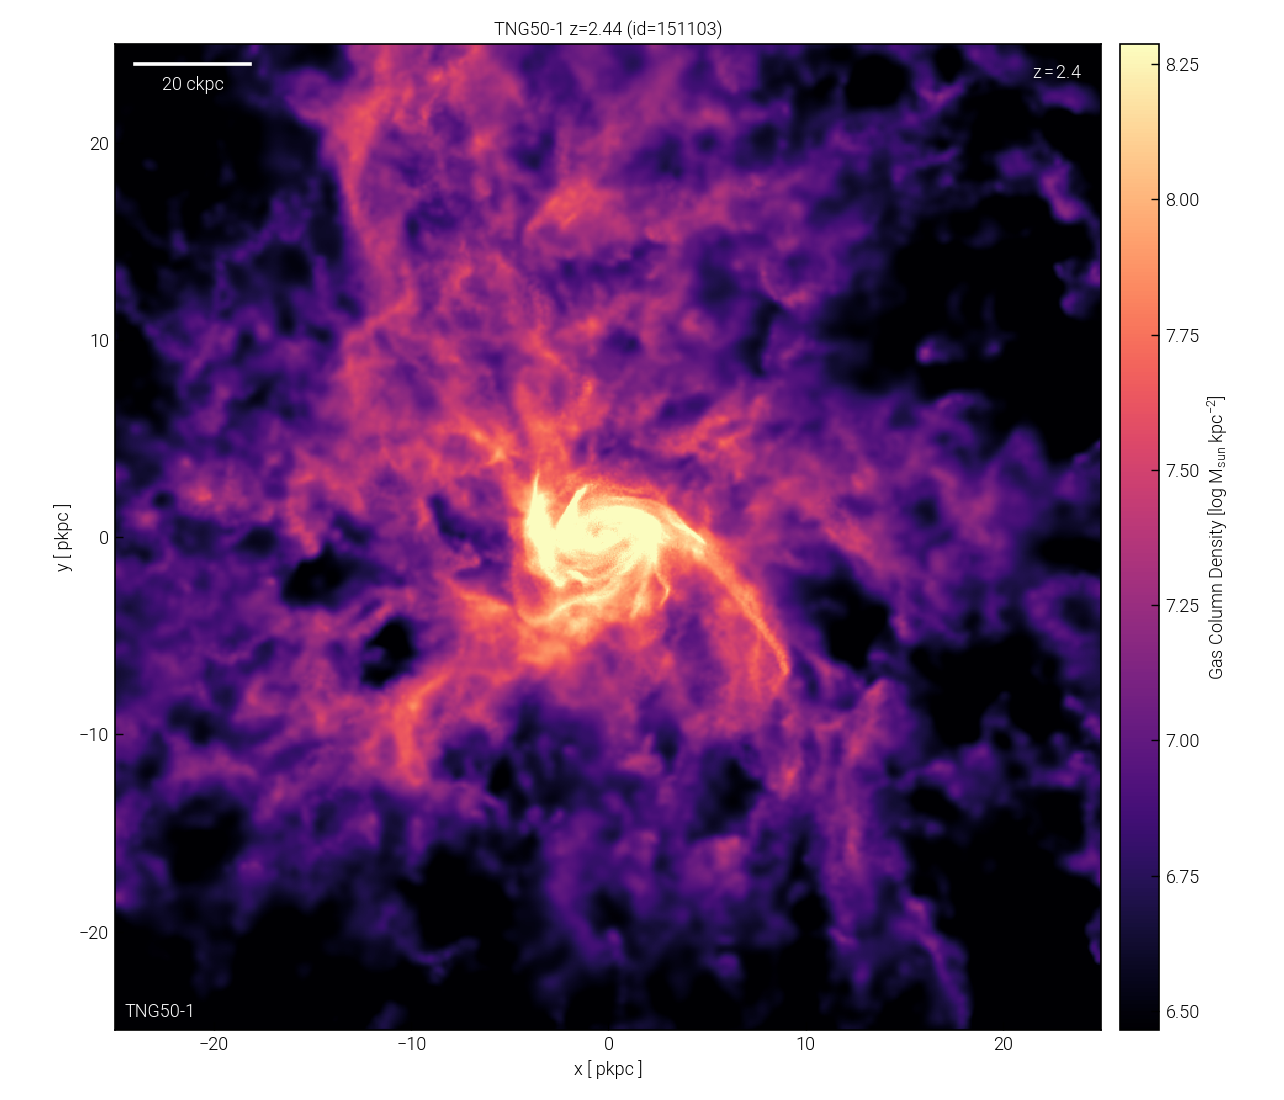 TNG50-1 z=2.44 (id=151103)
20 ckpc
z=2.4
8.25
8.00
7.75
7.50
7.25
7.00
6.75
6.50
Gas Column Density [log M_sun kpc^−2]
20
10
0
−10
−20
y [ pkpc ]
TNG50-1
−20 −10 0 10 20
x [ pkpc ]